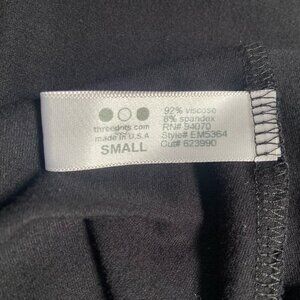 threedots.com
made in U.S.A
SMALL
92% viscose
8% spandex
RN# 94070
Style# EM5364
Cut# 623990